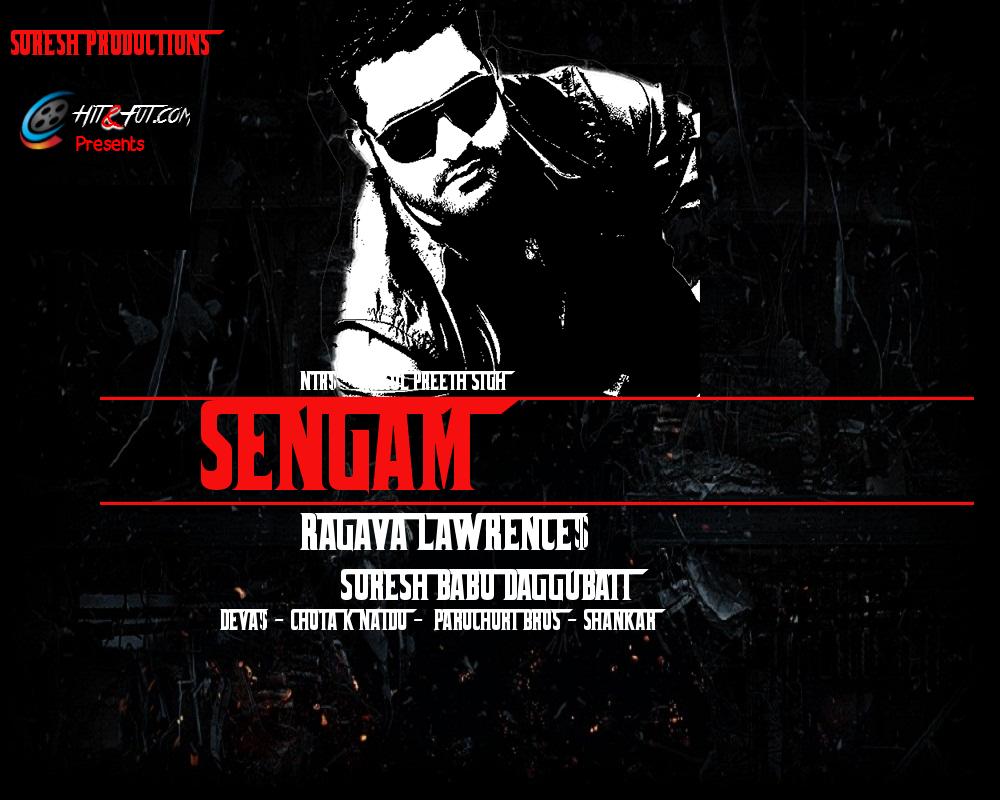 SURESH PRODUCTIONS
HIT&FUT.COM
Presents
PREETH SIGH
SENGAM
RAGAVA LAWRENCE$
SURESH BABU DAGGUBATI
DEVA$ - CHOTA K NAIDU - PARUCHURI BROS - SHANKAR